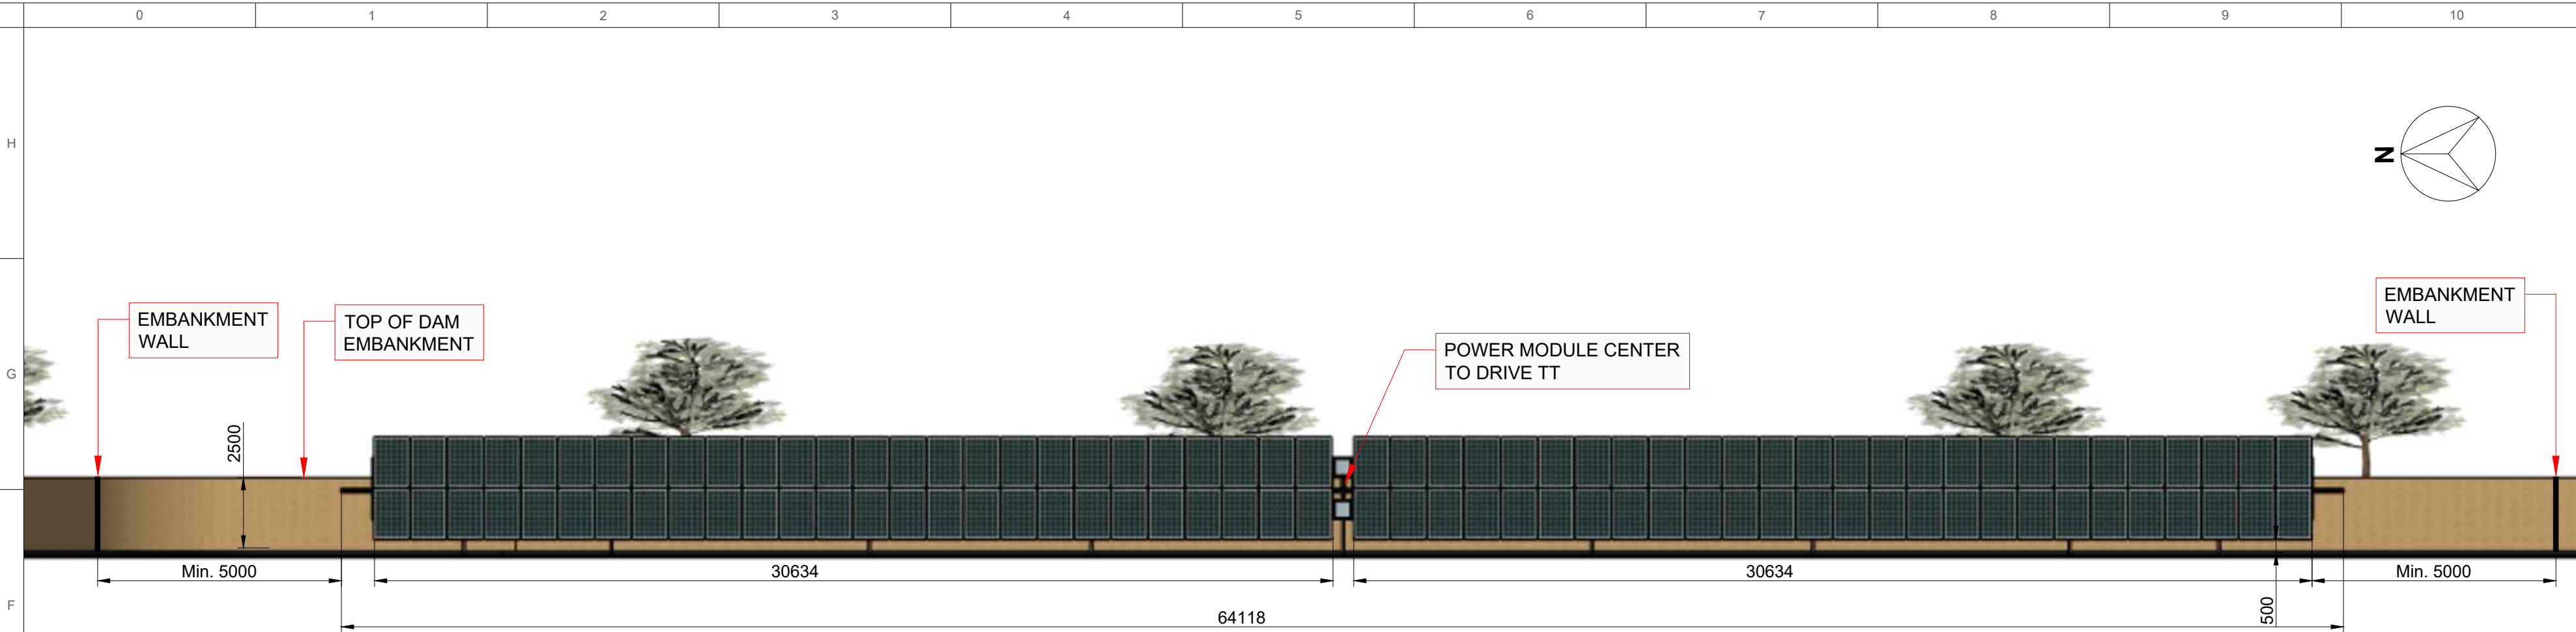 0 1 2 3 4 5 6 7 8 9 10
H
N
EMBANKMENT
WALL
TOP OF DAM
EMBANKMENT
EMBANKMENT
WALL
POWER MODULE CENTER
TO DRIVE TT
G
2500
Min. 5000
30634
30634
Min. 5000
F
500
64118